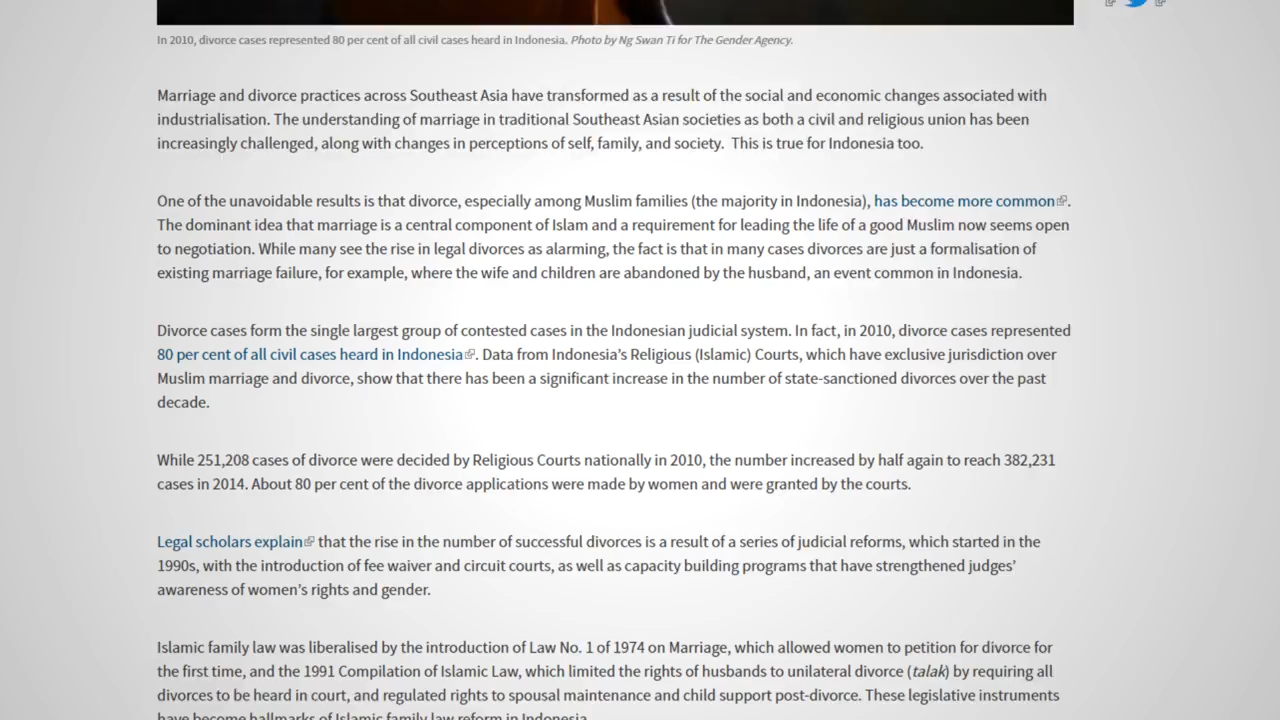 In 2010, divorce cases represented 80 per cent of all civil cases heard in Indonesia. Photo by Ng Swan Ti for The Gender Agency.
Marriage and divorce practices across Southeast Asia have transformed as a result of the social and economic changes associated with
industrialisation. The understanding of marriage in traditional Southeast Asian societies as both a civil and religious union has been
increasingly challenged, along with changes in perceptions of self, family, and society.  This is true for Indonesia too.
One of the unavoidable results is that divorce, especially among Muslim families (the majority in Indonesia), has become more common.
The dominant idea that marriage is a central component of Islam and a requirement for leading the life of a good Muslim now seems open
to negotiation. While many see the rise in legal divorces as alarming, the fact is that in many cases divorces are just a formalisation of
existing marriage failure, for example, where the wife and children are abandoned by the husband, an event common in Indonesia.
Divorce cases form the single largest group of contested cases in the Indonesian judicial system. In fact, in 2010, divorce cases represented
80 per cent of all civil cases heard in Indonesia. Data from Indonesia’s Religious (Islamic) Courts, which have exclusive jurisdiction over
Muslim marriage and divorce, show that there has been a significant increase in the number of state-sanctioned divorces over the past
decade.
While 251,208 cases of divorce were decided by Religious Courts nationally in 2010, the number increased by half again to reach 382,231
cases in 2014. About 80 per cent of the divorce applications were made by women and were granted by the courts.
Legal scholars explain that the rise in the number of successful divorces is a result of a series of judicial reforms, which started in the
1990s, with the introduction of fee waiver and circuit courts, as well as capacity building programs that have strengthened judges’
awareness of women’s rights and gender.
Islamic family law was liberalised by the introduction of Law No. 1 of 1974 on Marriage, which allowed women to petition for divorce for
the first time, and the 1991 Compilation of Islamic Law, which limited the rights of husbands to unilateral divorce (talak) by requiring all
divorces to be heard in court, and regulated rights to spousal maintenance and child support post-divorce. These legislative instruments
have become hallmarks of Islamic family law reform in Indonesia.